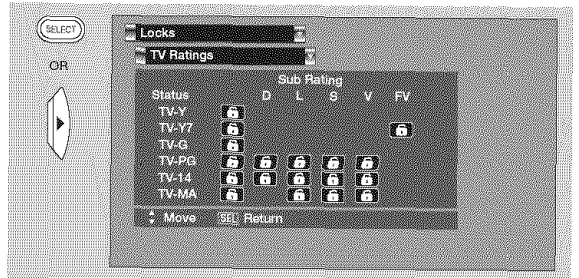 SELECT
OR
Locks
TV Ratings
Sub Rating
Status D L S V FV
TV-Y
TV-Y7
TV-G
TV-PG
TV-14
TV-MA
Move SEL Return